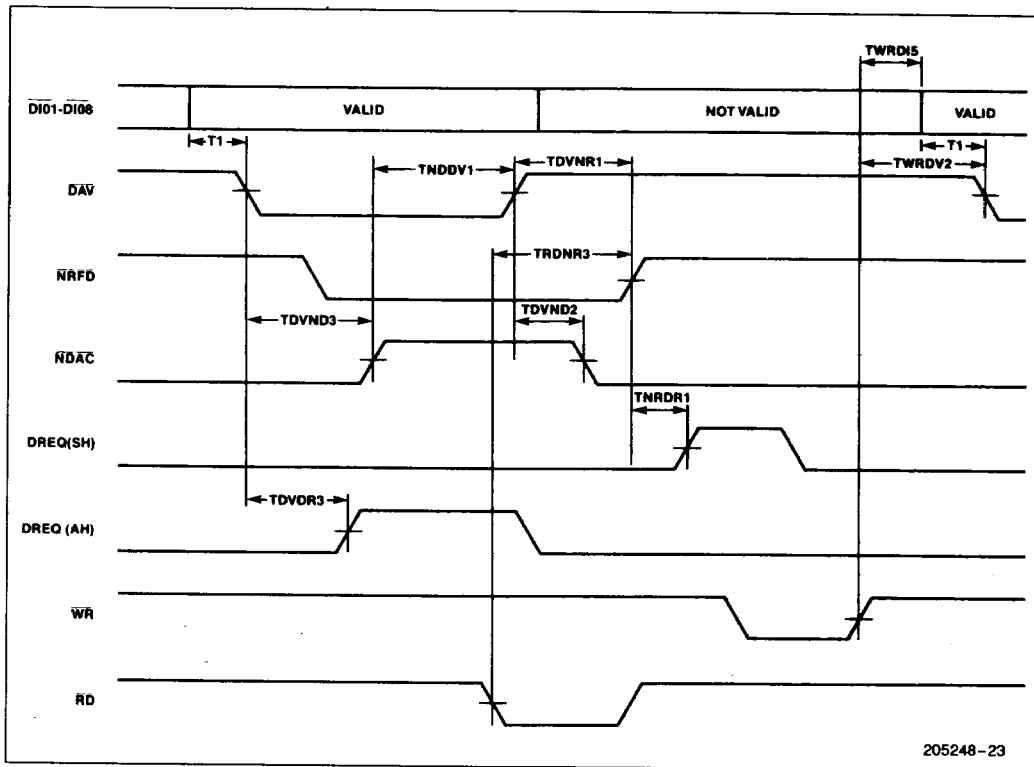 TWRDI5
DI01-DI08 VALID NOT VALID VALID
T1 T1
TNDDV1 TDVNR1 TWRDV2
DAV
TRDNR3
NRFD
TDVND3 TDVND2
NDAC
TNRDR1
DREQ(SH)
TDVDR3
DREQ (AH)
WR
RD
205248-23